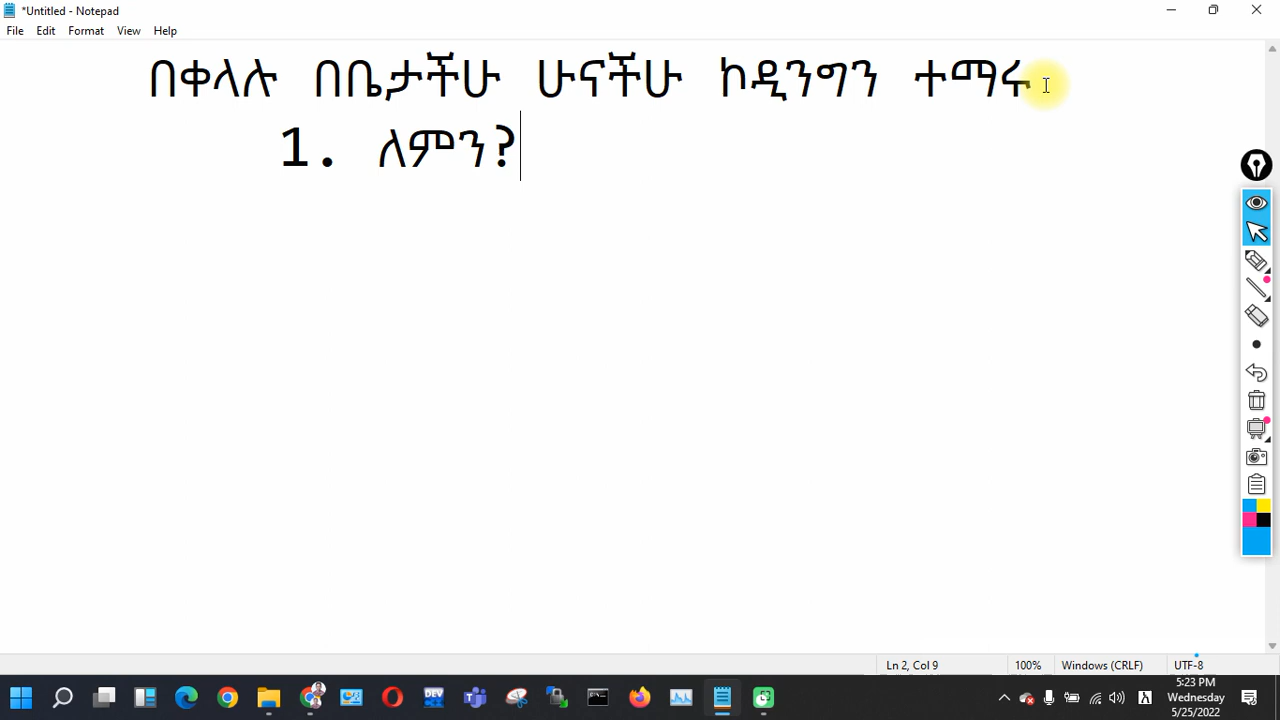 *Untitled - Notepad
File Edit Format View Help
በቀላሉ በቤታችሁ ሁናችሁ ኮዲንግን ተማሩ
1. ለምን?
Ln 2, Col 9 100% Windows (CRLF) UTF-8
DEV
5:23 PM
Wednesday
5/25/2022